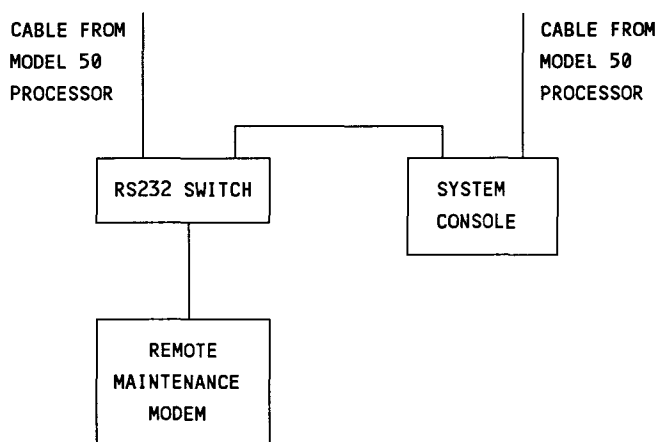 CABLE FROM
MODEL 50
PROCESSOR
CABLE FROM
MODEL 50
PROCESSOR
RS232 SWITCH
SYSTEM
CONSOLE
REMOTE
MAINTENANCE
MODEM